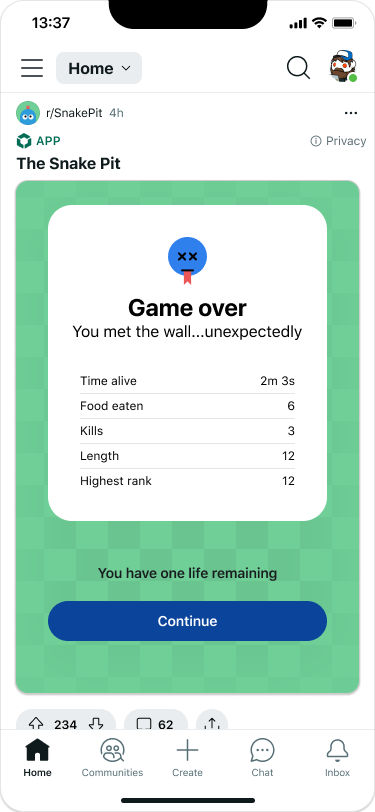 13:37
Home
r/SnakePit 4h
APP
Privacy
The Snake Pit
Game over
You met the wall...unexpectedly
Time alive 2m 3s
Food eaten 6
Kills 3
Length 12
Highest rank 12
You have one life remaining
Continue
234 62
Home Communities Create Chat Inbox